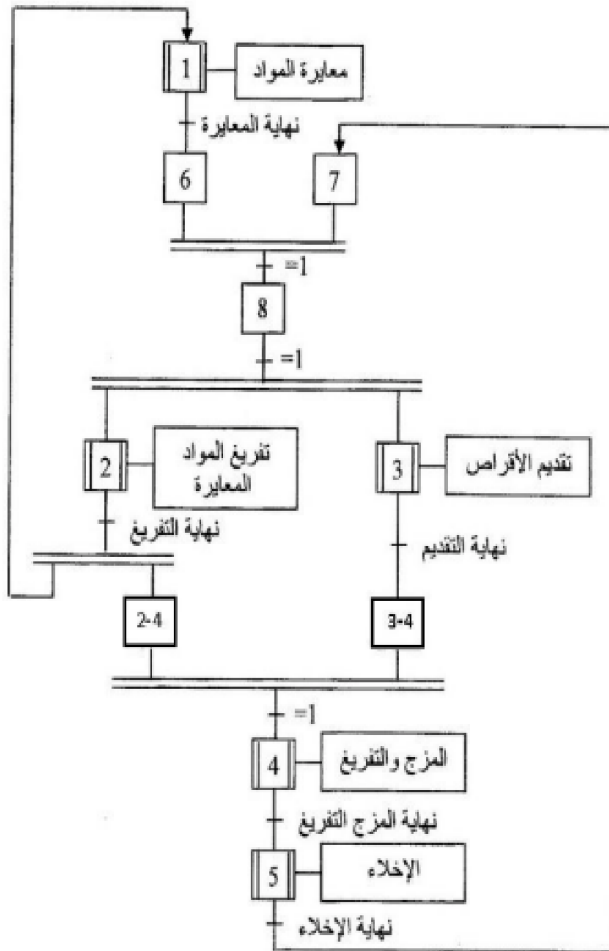 1
معايرة المواد
نهاية المعايرة
6
7
=1
8
=1
2
تفريغ المواد
المعايرة
3
تقديم الأقراص
نهاية التفريغ
نهاية التقديم
2-4
3-4
=1
4
المزج والتفريغ
نهاية المزج التفريغ
5
الإخلاء
نهاية الإخلاء